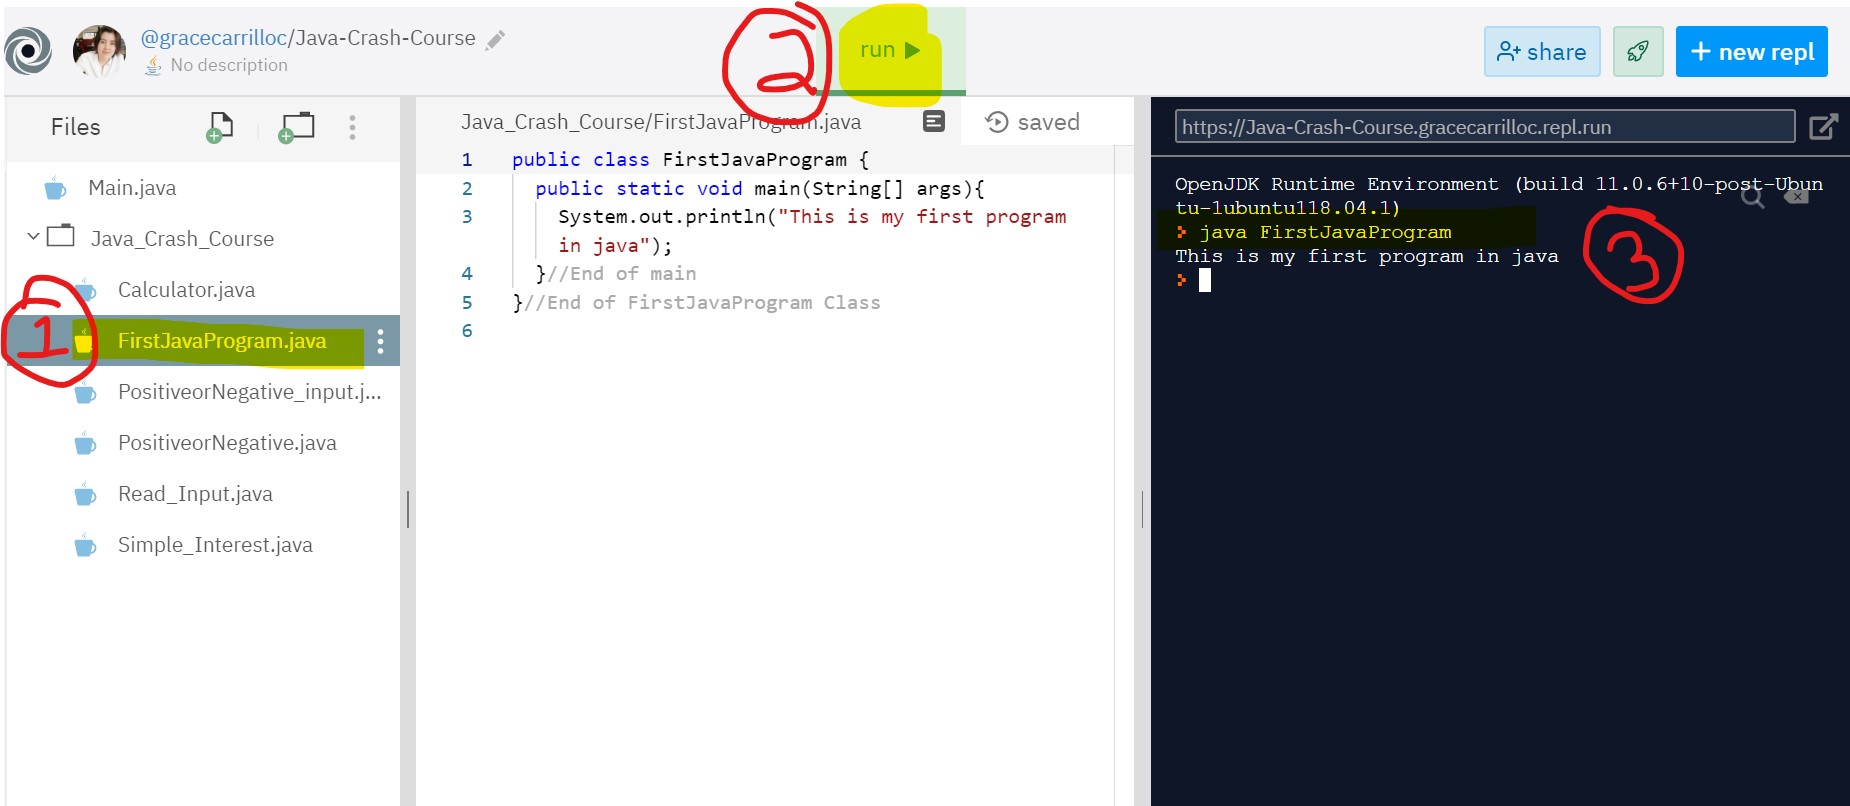 @gracecarrilloc/Java-Crash-Course
No description
2
run
share
+ new repl
Files
Main.java
Java_Crash_Course
Calculator.java
1
FirstJavaProgram.java
PositiveorNegative_input.j...
PositiveorNegative.java
Read_Input.java
Simple_Interest.java
Java_Crash_Course/FirstJavaProgram.java
saved
1 public class FirstJavaProgram {
2 public static void main(String[] args){
3 System.out.println("This is my first program
in java");
4 }//End of main
5 }//End of FirstJavaProgram Class
6
https://Java-Crash-Course.gracecarrilloc.repl.run
OpenJDK Runtime Environment (build 11.0.6+10-post-Ubun
tu-1ubuntu118.04.1)
> java FirstJavaProgram
This is my first program in java
>
3